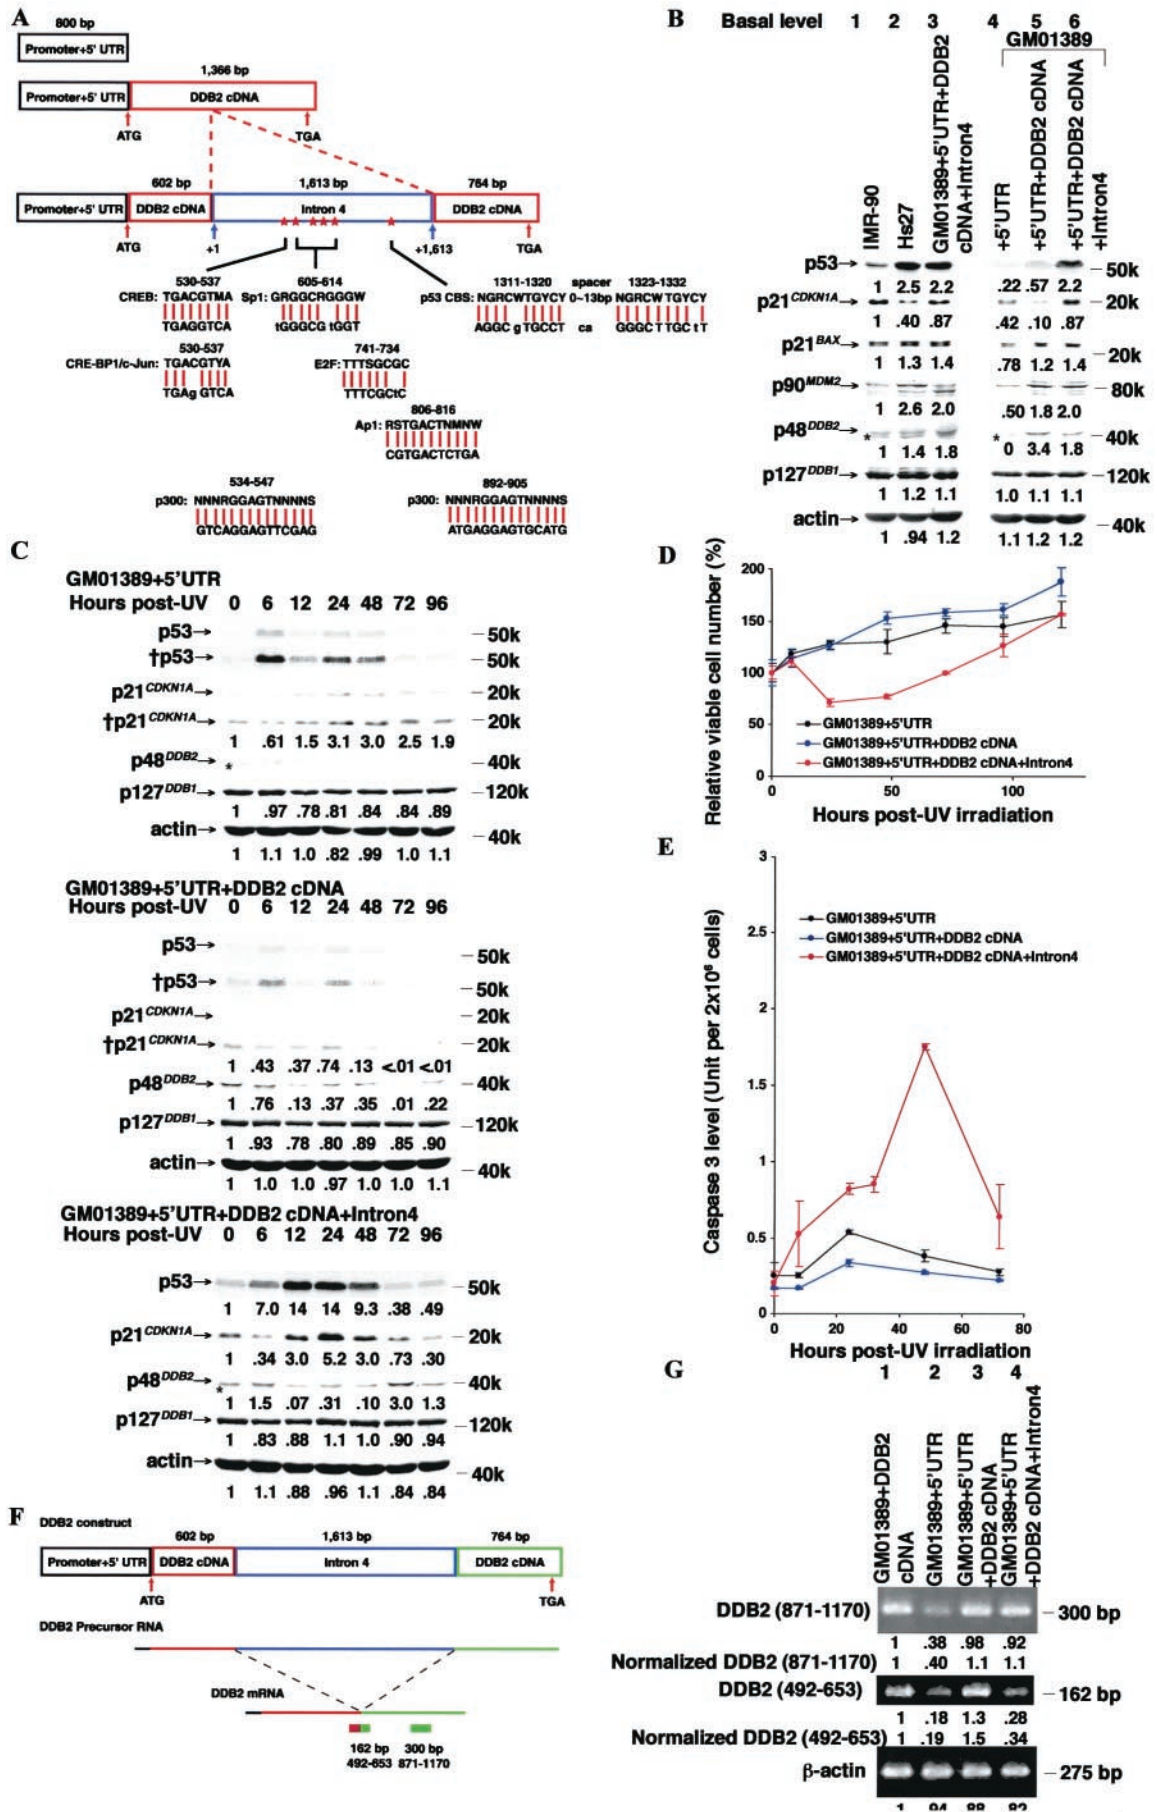 A
800 bp
Promoter+5' UTR
1,366 bp
Promoter+5' UTR DDB2 cDNA
ATG TGA
602 bp 1,613 bp 764 bp
Promoter+5' UTR DDB2 cDNA Intron 4 DDB2 cDNA
ATG +1 +1,613 TGA
530-537 605-614 1311-1320 spacer 1323-1332
CREB: TGACGTMA Sp1: GRGGCRGGGW p53 CBS: NGRCWTGYCY 0~13bp NGRCW TGYCY
TGAGGTCA tGGGCG tGGT AGGC g TGCCT ca GGGCT TGC t T
530-537 741-734
CRE-BP1/c-Jun: TGACGTYA E2F: TTTSGCGC
TGAg GTCA TTTCGCtC
806-816
Ap1: RSTGACTNMNW
CGTGACTCTGA
534-547 892-905
p300: NNNRGGAGTNNNNS p300: NNNRGGAGTNNNNS
GTCAGGAGTTCGAG ATGAGGAGTGCATG
B Basal level 1 2 3 4 5 6
GM01389
IMR-90
Hs27
GM01389+5'UTR+DDB2
cDNA+Intron4
+5'UTR
+5'UTR+DDB2 cDNA
+5'UTR+DDB2 cDNA
+Intron4
p53 50k
1 2.5 2.2 .22 .57 2.2
p21CDKN1A 20k
1 .40 .87 .42 .10 .87
p21BAX 20k
1 1.3 1.4 .78 1.2 1.4
p90MDM2 80k
1 2.6 2.0 .50 1.8 2.0
p48DDB2 * * 40k
1 1.4 1.8 0 3.4 1.8
p127DDB1 120k
1 1.2 1.1 1.0 1.1 1.1
actin 40k
1 .94 1.2 1.1 1.2 1.2
C
GM01389+5'UTR
Hours post-UV 0 6 12 24 48 72 96
p53 50k
†p53 50k
p21CDKN1A 20k
†p21CDKN1A 20k
1 .61 1.5 3.1 3.0 2.5 1.9
p48DDB2 * 40k
p127DDB1 120k
1 .97 .78 .81 .84 .84 .89
actin 40k
1 1.1 1.0 .82 .99 1.0 1.1
GM01389+5'UTR+DDB2 cDNA
Hours post-UV 0 6 12 24 48 72 96
p53 50k
†p53 50k
p21CDKN1A 20k
†p21CDKN1A 20k
1 .43 .37 .74 .13 <.01 <.01
p48DDB2 40k
1 .76 .13 .37 .35 .01 .22
p127DDB1 120k
1 .93 .78 .80 .89 .85 .90
actin 40k
1 1.0 1.0 .97 1.0 1.0 1.1
GM01389+5'UTR+DDB2 cDNA+Intron4
Hours post-UV 0 6 12 24 48 72 96
p53 50k
1 7.0 14 14 9.3 .38 .49
p21CDKN1A 20k
1 .34 3.0 5.2 3.0 .73 .30
p48DDB2 * 40k
1 1.5 .07 .31 .10 3.0 1.3
p127DDB1 120k
1 .83 .88 1.1 1.0 .90 .94
actin 40k
1 1.1 .88 .96 1.1 .84 .84
D
Relative viable cell number (%)
200
150
100
50
0
GM01389+5'UTR
GM01389+5'UTR+DDB2 cDNA
GM01389+5'UTR+DDB2 cDNA+Intron4
0 50 100
Hours post-UV irradiation
E
Caspase 3 level (Unit per 2x10⁶ cells)
3
2.5
2
1.5
1
0.5
0
GM01389+5'UTR
GM01389+5'UTR+DDB2 cDNA
GM01389+5'UTR+DDB2 cDNA+Intron4
0 20 40 60 80
Hours post-UV irradiation
F
DDB2 construct
602 bp 1,613 bp 764 bp
Promoter+5' UTR DDB2 cDNA Intron 4 DDB2 cDNA
ATG TGA
DDB2 Precursor RNA
DDB2 mRNA
162 bp 300 bp
492-653 871-1170
G 1 2 3 4
GM01389+DDB2
cDNA
GM01389+5'UTR
GM01389+5'UTR
+DDB2 cDNA
GM01389+5'UTR
+DDB2 cDNA+Intron4
DDB2 (871-1170) 300 bp
1 .38 .98 .92
Normalized DDB2 (871-1170) 1 .40 1.1 1.1
DDB2 (492-653) 162 bp
1 .18 1.3 .28
Normalized DDB2 (492-653) 1 .19 1.5 .34
β-actin 275 bp
1 .94 .88 .82